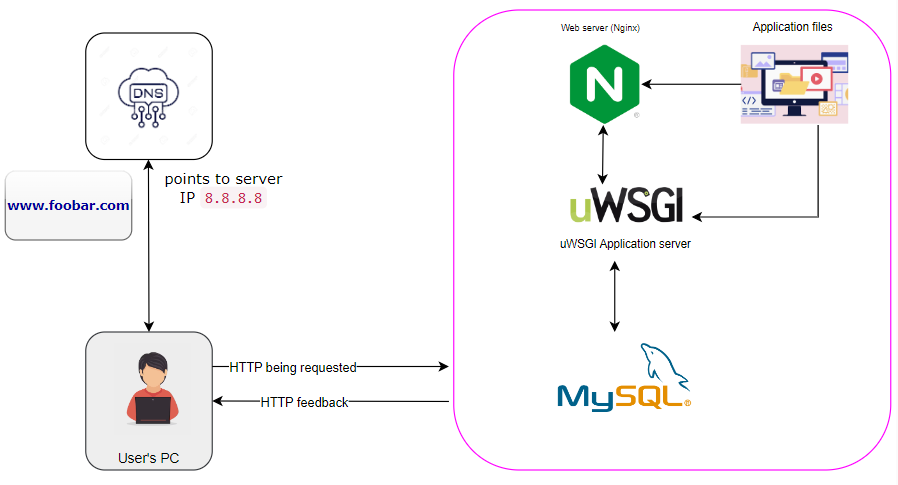 Web server (Nginx)
Application files
N
DNS
www.foobar.com
points to server
IP 8.8.8.8
uWSGI
uWSGI Application server
HTTP being requested
HTTP feedback
MySQL®
User's PC